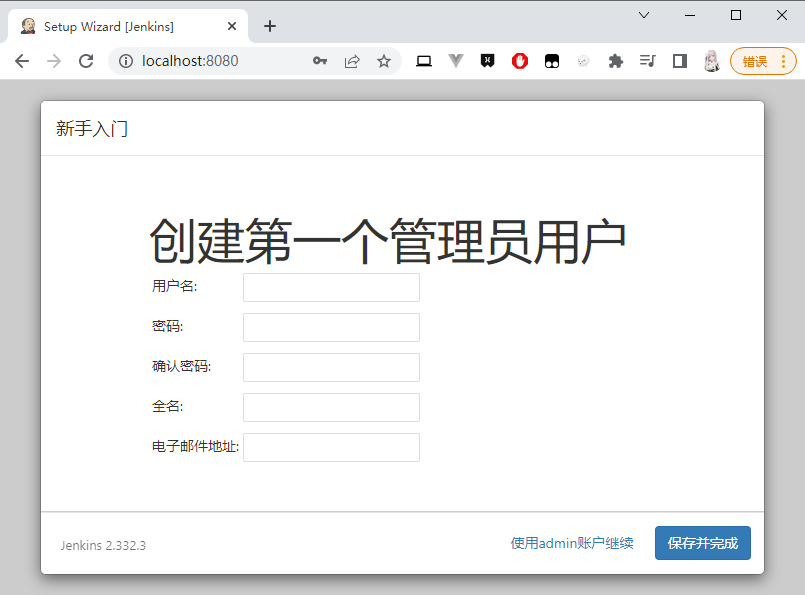 Setup Wizard [Jenkins]
localhost:8080
错误
新手入门
创建第一个管理员用户
用户名:
密码:
确认密码:
全名:
电子邮件地址:
Jenkins 2.332.3
使用admin账户继续
保存并完成